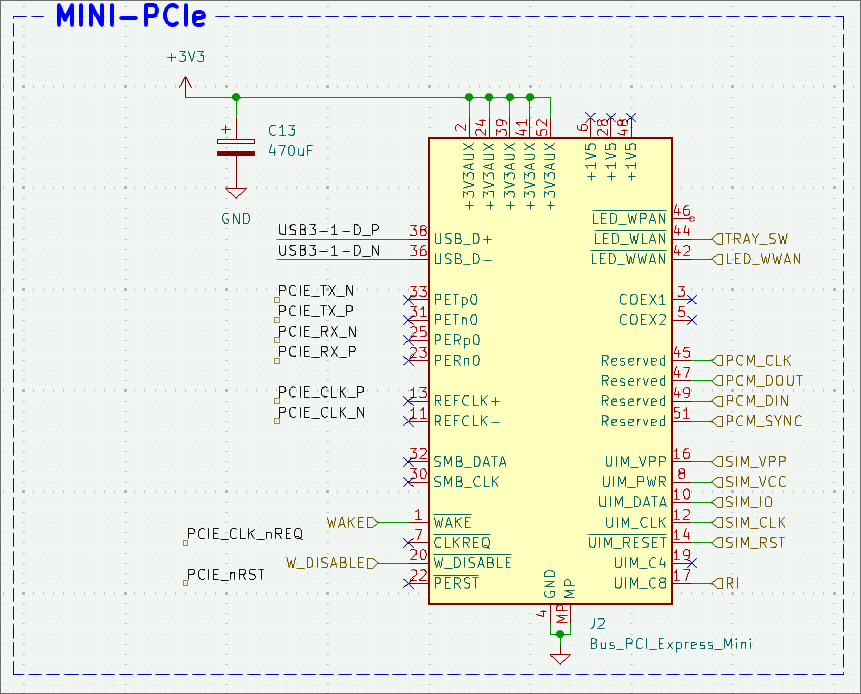 MINI-PCIe
+3V3
C13
470uF
GND
2 24 39 41 52 6 28 48
+3V3AUX +3V3AUX +3V3AUX +3V3AUX +3V3AUX +1V5 +1V5 +1V5
LED_WPAN 46
USB3-1-D_P 38 USB_D+ LED_WLAN 44 TRAY_SW
USB3-1-D_N 36 USB_D- LED_WWAN 42 LED_WWAN
PCIE_TX_N 33 PETp0 COEX1 3
PCIE_TX_P 31 PETn0 COEX2 5
PCIE_RX_N 25 PERp0
PCIE_RX_P 23 PERn0 Reserved 45 PCM_CLK
Reserved 47 PCM_DOUT
PCIE_CLK_P 13 REFCLK+ Reserved 49 PCM_DIN
PCIE_CLK_N 11 REFCLK- Reserved 51 PCM_SYNC
32 SMB_DATA UIM_VPP 16 SIM_VPP
30 SMB_CLK UIM_PWR 8 SIM_VCC
UIM_DATA 10 SIM_IO
WAKE 1 WAKE UIM_CLK 12 SIM_CLK
PCIE_CLK_nREQ 7 CLKREQ UIM_RESET 14 SIM_RST
W_DISABLE 20 W_DISABLE UIM_C4 19
PCIE_nRST 22 PERST UIM_C8 17 RI
GND MP
4 MP
J2
Bus_PCI_Express_Mini